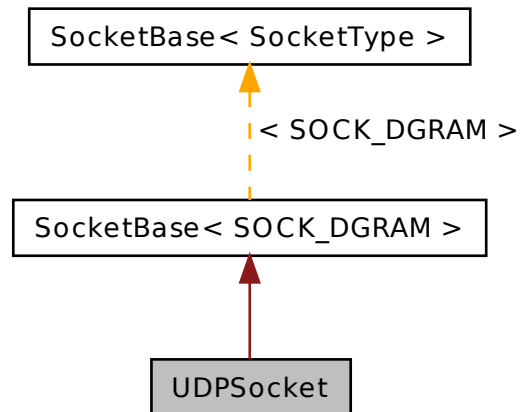 SocketBase< SocketType >
< SOCK_DGRAM >
SocketBase< SOCK_DGRAM >
UDPSocket